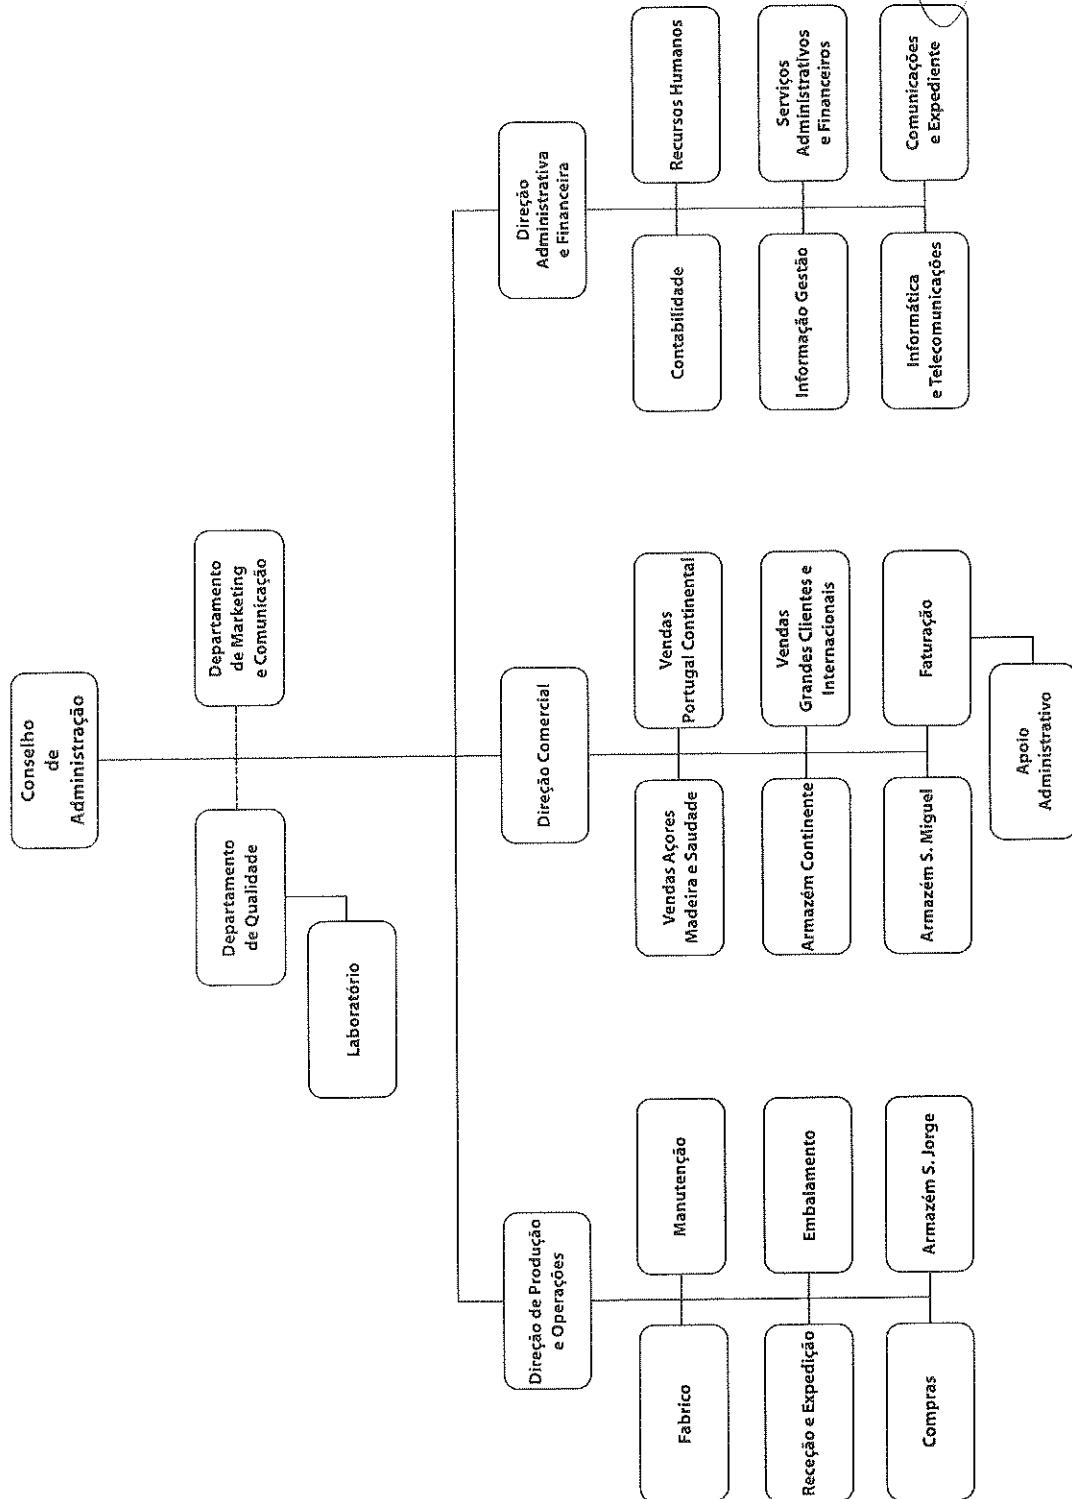 Conselho
de
Administração
Departamento
de Qualidade
Departamento
de Marketing
e Comunicação
Laboratório
Direção de Produção
e Operações
Direção Comercial
Direção
Administrativa
e Financeira
Fabrico
Manutenção
Receção e Expedição
Embalamento
Compras
Armazém S. Jorge
Vendas Açores
Madeira e Saudade
Vendas
Portugal Continental
Armazém Continente
Vendas
Grandes Clientes e
Internacionais
Armazém S. Miguel
Faturação
Apoio
Administrativo
Contabilidade
Recursos Humanos
Informação Gestão
Serviços
Administrativos
e Financeiros
Informática
e Telecomunicações
Comunicações
e Expediente